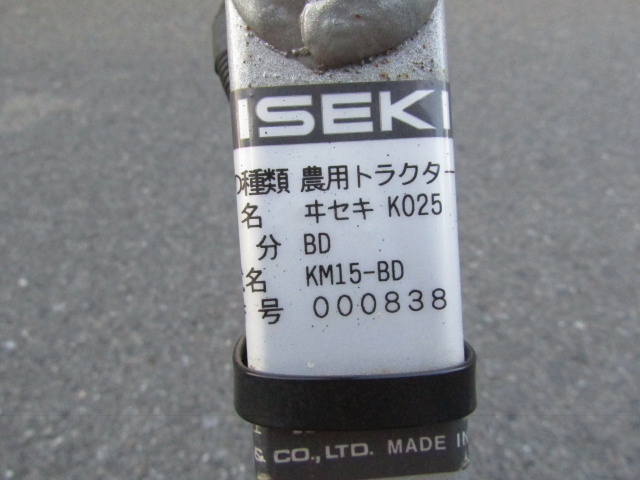 ISEKI
の種類 農用トラクター
名 ヰセキ KO25
分 BD
名 KM15-BD
号 000838
& CO., LTD. MADE IN